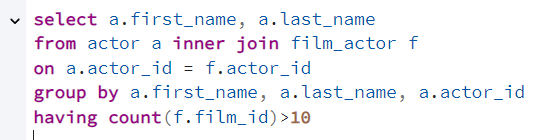 select a.first_name, a.last_name
from actor a inner join film_actor f
on a.actor_id = f.actor_id
group by a.first_name, a.last_name, a.actor_id
having count(f.film_id)>10